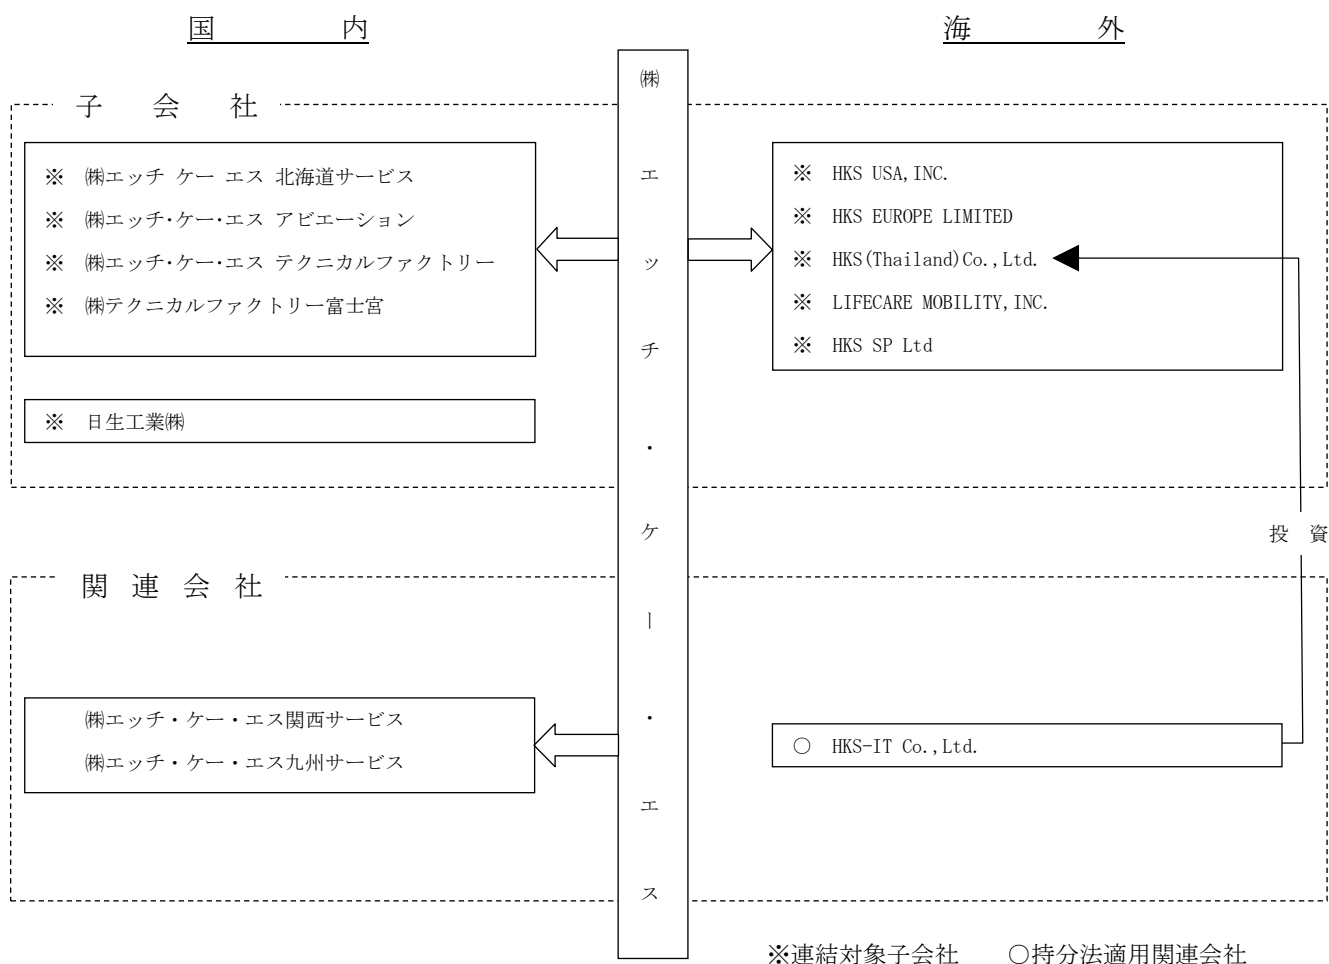 国　　　内
海　　　外
㈱エッチ・ケー・エス
子　会　社
※ ㈱エッチ ケー エス 北海道サービス
※ ㈱エッチ･ケー･エス アビエーション
※ ㈱エッチ･ケー･エス テクニカルファクトリー
※ ㈱テクニカルファクトリー富士宮
※ 日生工業㈱
※ HKS USA,INC.
※ HKS EUROPE LIMITED
※ HKS(Thailand)Co.,Ltd.
※ LIFECARE MOBILITY,INC.
※ HKS SP Ltd
投 資
関 連 会 社
㈱エッチ・ケー・エス関西サービス
㈱エッチ・ケー・エス九州サービス
○ HKS-IT Co.,Ltd.
※連結対象子会社　　○持分法適用関連会社